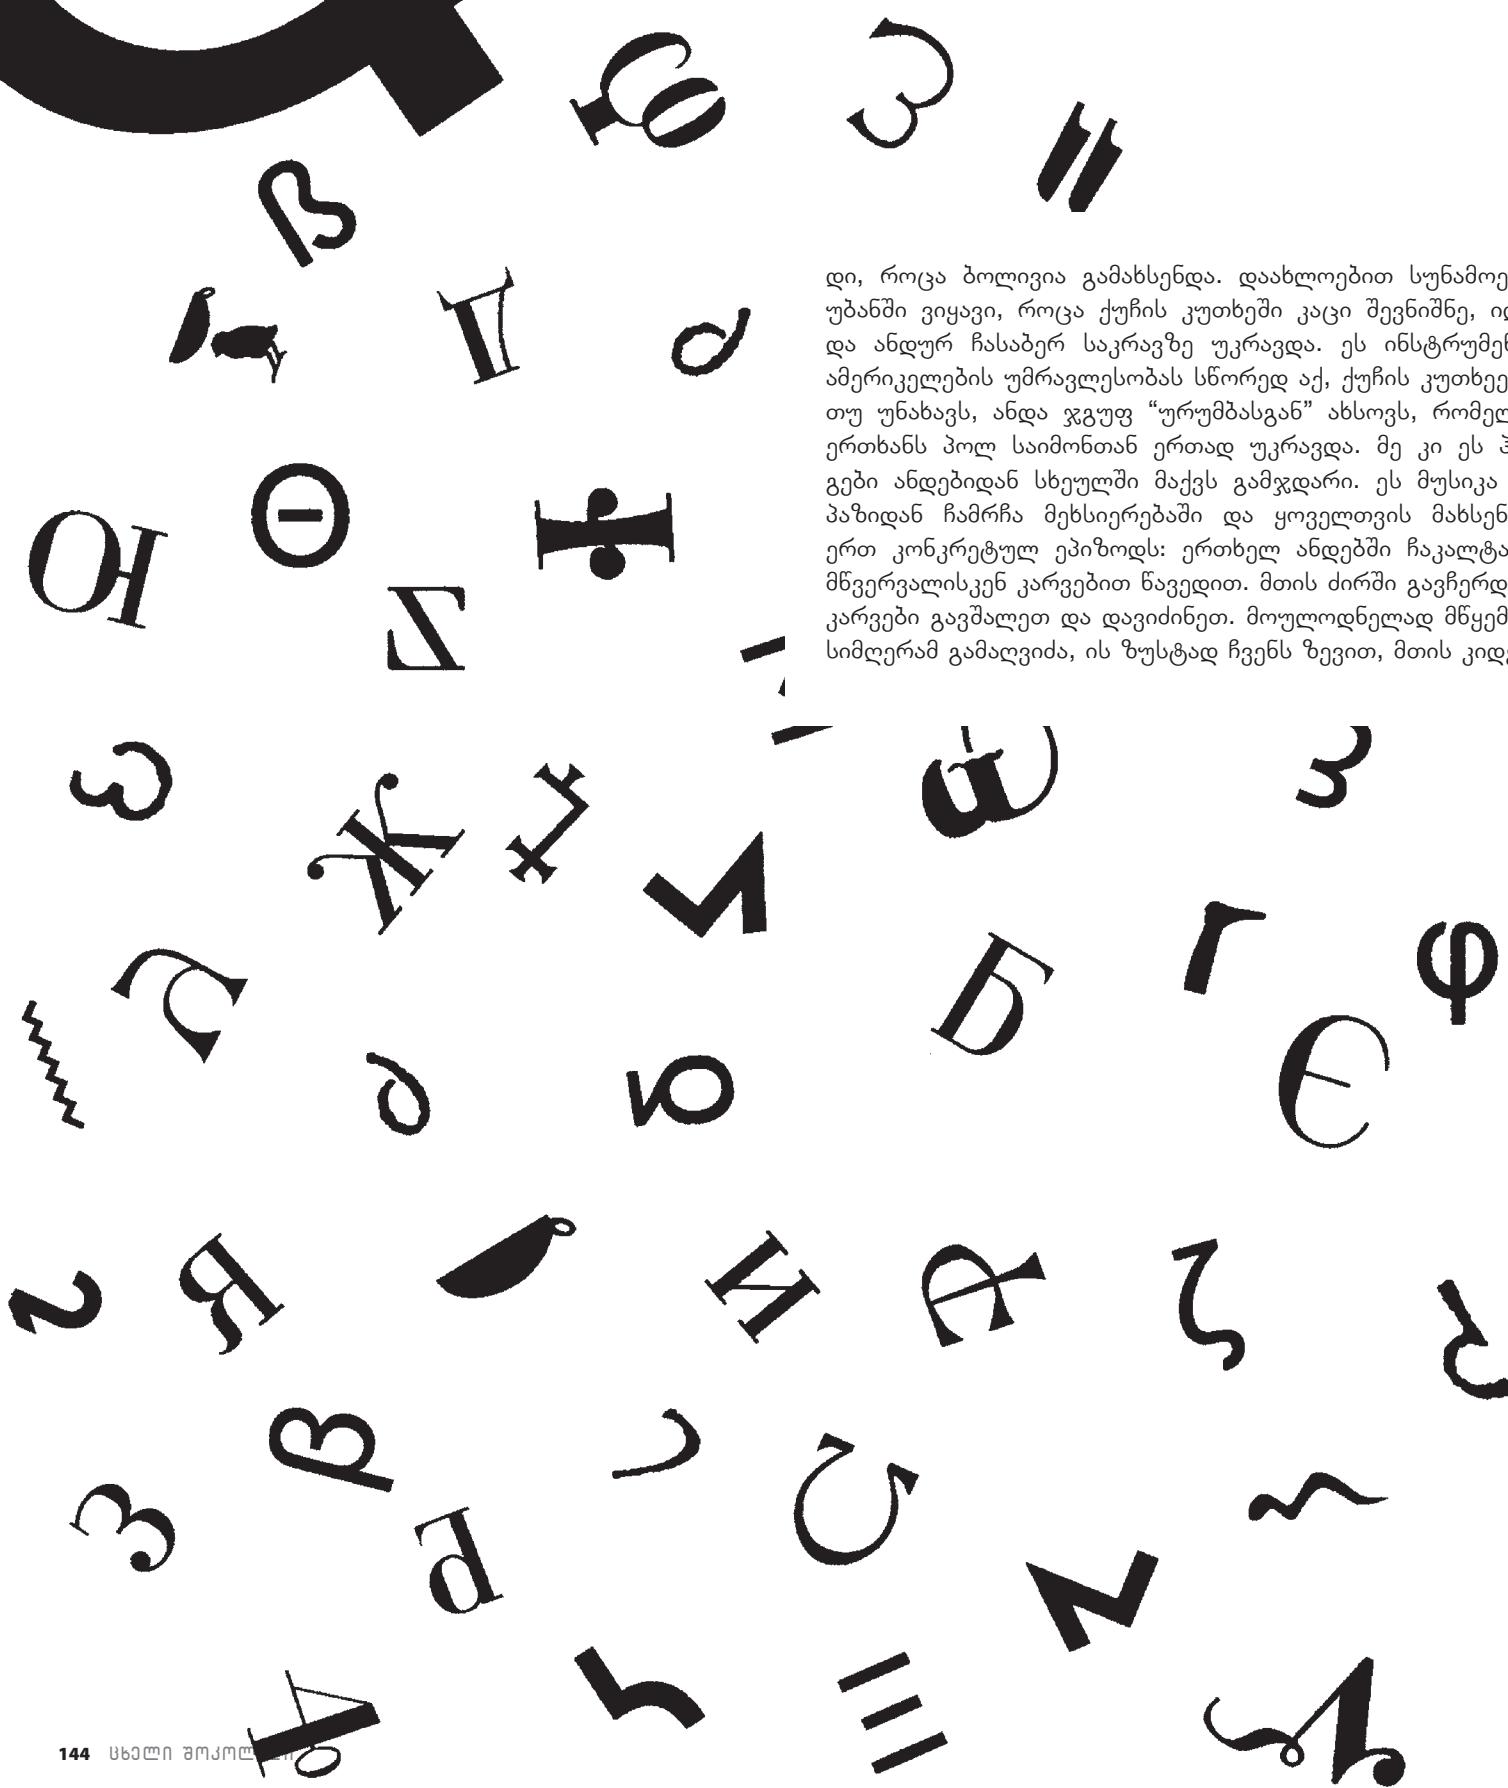 დი, როცა ბოლივია გამახსენდა. დაახლოებით სუნამოე
უბანში ვიყავი, როცა ქუჩის კუთხეში კაცი შევნიშნე,
და ანდურ ჩასაბერ საკრავზე უკრავდა. ეს ინსტრუმენ
ამერიკელების უმრავლესობას სწორედ აქ, ქუჩის კუთხეე
თუ უნახავს, ანდა ჯგუფ “ურუმბასგან” ახსოვს, რომელ
ერთხანს პოლ საიმონთან ერთად უკრავდა. მე კი ეს
გები ანდებიდან სხეულში მაქვს გამჯდარი. ეს მუსიკა
პაზიდან ჩამრჩა მეხსიერებაში და ყოველთვის მახსენ
ერთ კონკრეტულ ეპიზოდს: ერთხელ ანდებში ჩაკალტა
მწვერვალისკენ კარვებით წავედით. მთის ძირში გავჩერდ
კარვები გავშალეთ და დავიძინეთ. მოულოდნელად მწყემ
სიმღერამ გამაღვიძა, ის ზუსტად ჩვენს ზევით, მთის კიდ
144 ცხელი შოკოლ